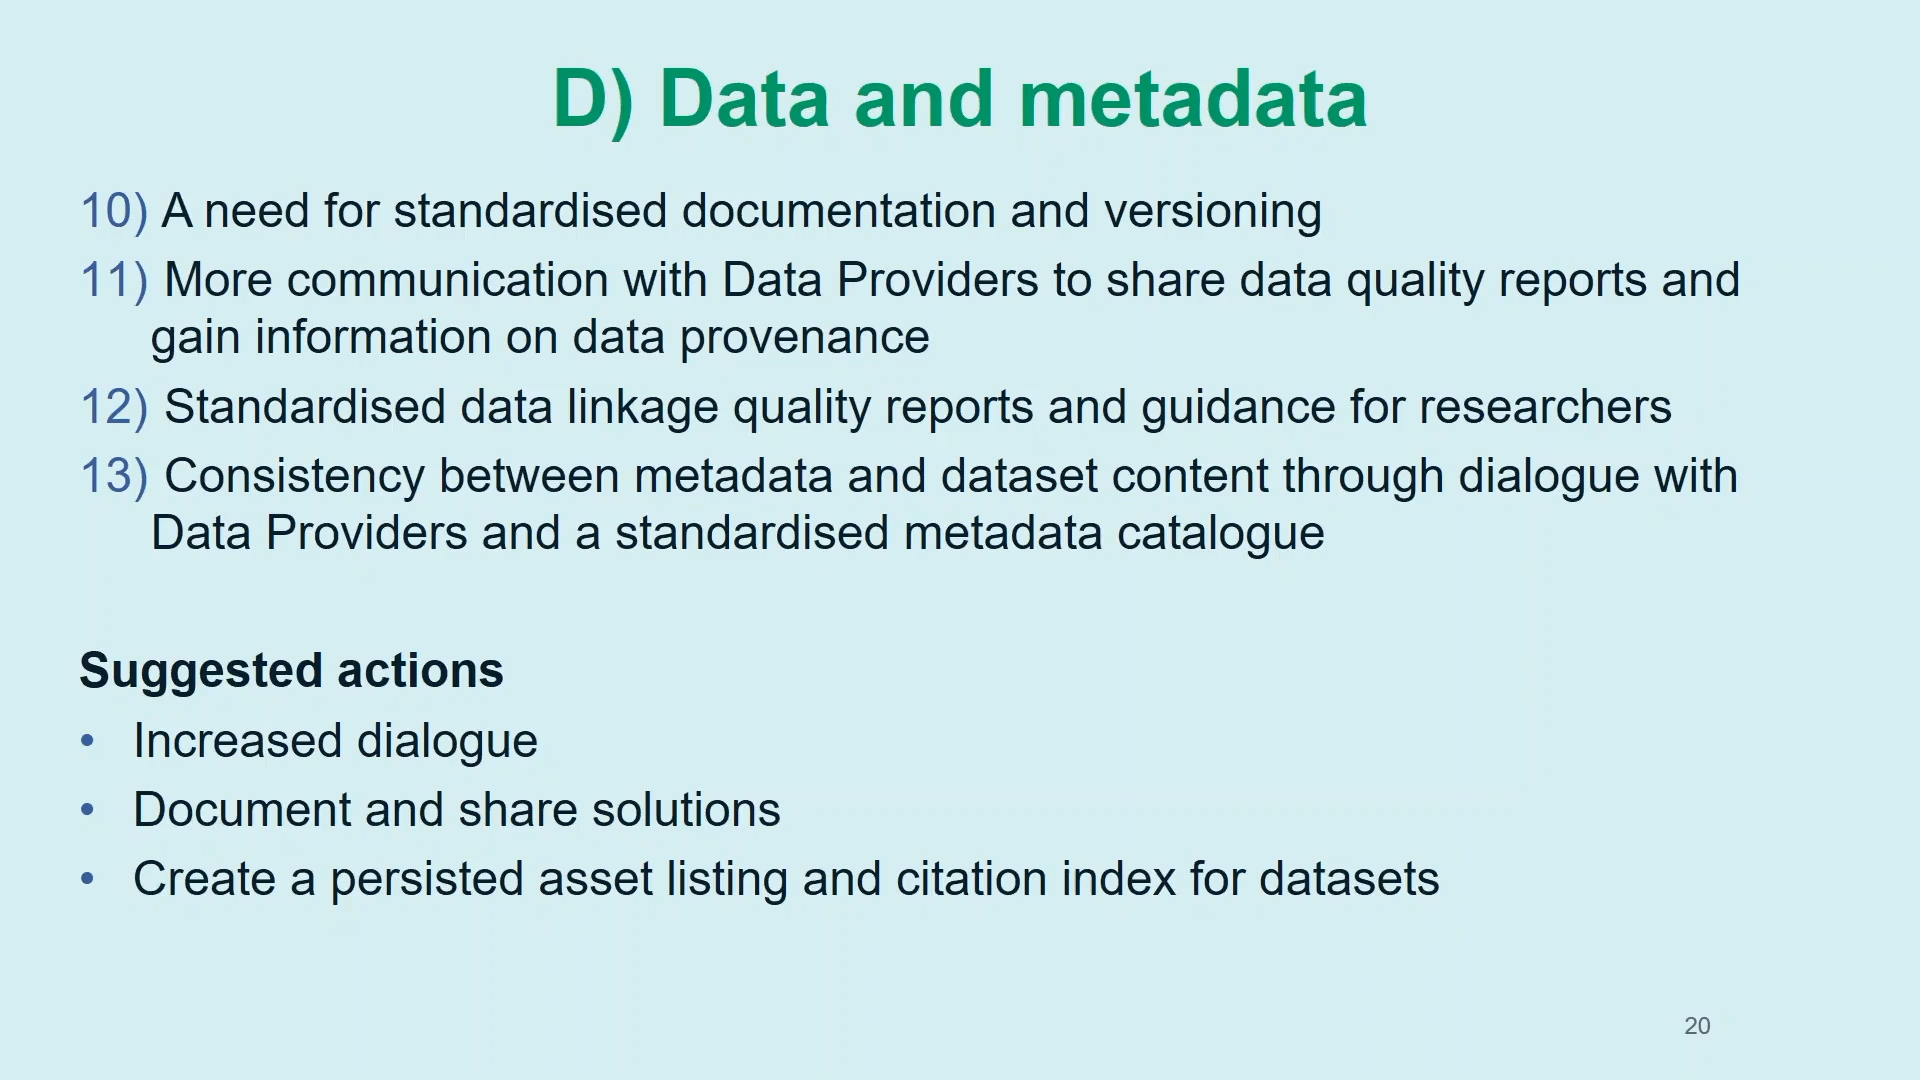 D) Data and metadata
10) A need for standardised documentation and versioning
11) More communication with Data Providers to share data quality reports and
gain information on data provenance
12) Standardised data linkage quality reports and guidance for researchers
13) Consistency between metadata and dataset content through dialogue with
Data Providers and a standardised metadata catalogue
Suggested actions
• Increased dialogue
• Document and share solutions
• Create a persisted asset listing and citation index for datasets
20